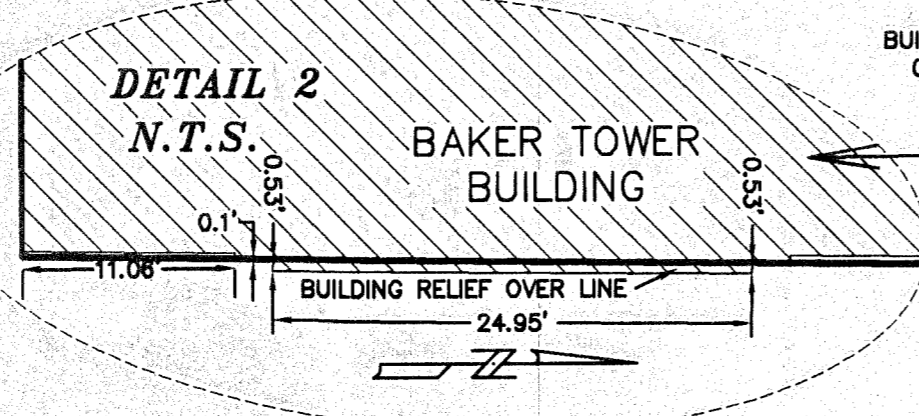 BUI
DETAIL 2
N.T.S.
BAKER TOWER
BUILDING
0.53'
0.53'
0.1'
11.06'
BUILDING RELIEF OVER LINE
24.95'
N